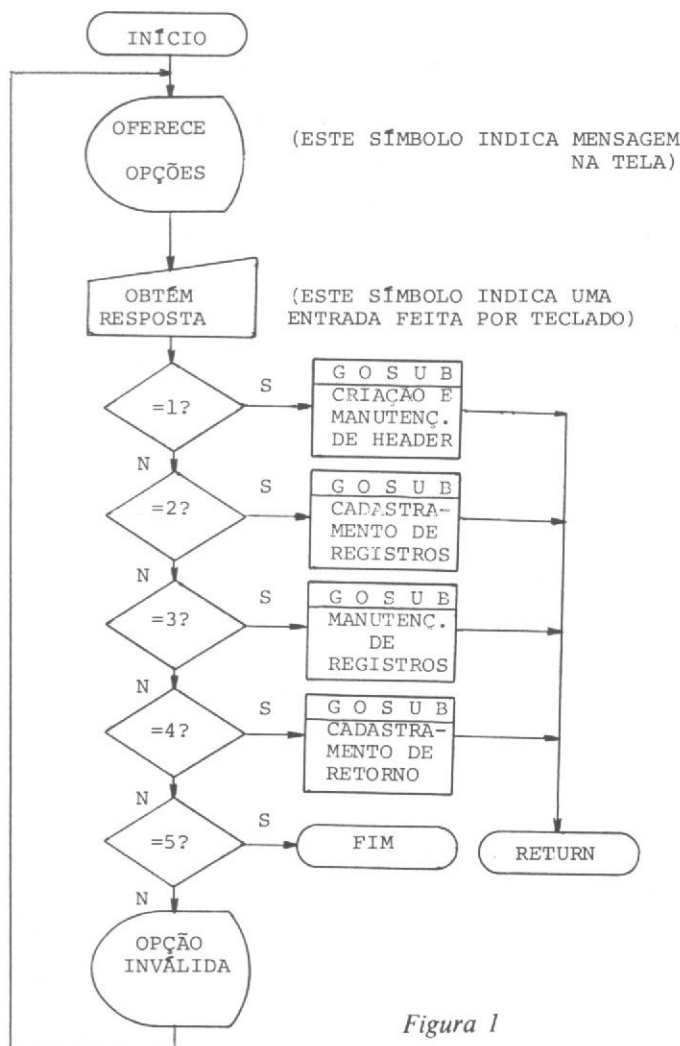 INÍCIO
OFERECE
OPÇÕES
(ESTE SÍMBOLO INDICA MENSAGEM
NA TELA)
OBTÉM
RESPOSTA
(ESTE SÍMBOLO INDICA UMA
ENTRADA FEITA POR TECLADO)
=1?
S
G O S U B
CRIAÇÃO E
MANUTENÇ.
DE HEADER
N
=2?
S
G O S U B
CADASTRA-
MENTO DE
REGISTROS
N
=3?
S
G O S U B
MANUTENÇ.
DE
REGISTROS
N
=4?
S
G O S U B
CADASTRA-
MENTO DE
RETORNO
N
=5?
S
FIM
RETURN
N
OPÇÃO
INVÁLIDA
Figura 1